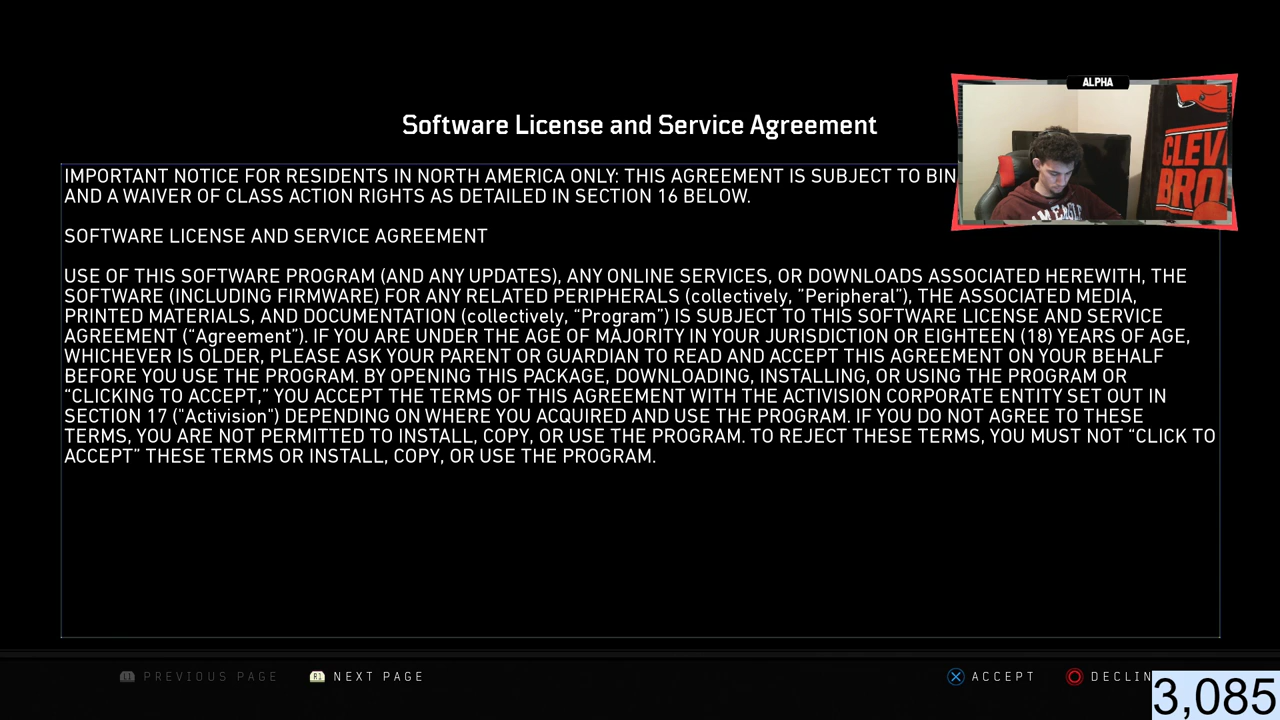 ALPHA
Software License and Service Agreement
IMPORTANT NOTICE FOR RESIDENTS IN NORTH AMERICA ONLY: THIS AGREEMENT IS SUBJECT TO BIN
AND A WAIVER OF CLASS ACTION RIGHTS AS DETAILED IN SECTION 16 BELOW.
SOFTWARE LICENSE AND SERVICE AGREEMENT
USE OF THIS SOFTWARE PROGRAM (AND ANY UPDATES), ANY ONLINE SERVICES, OR DOWNLOADS ASSOCIATED HEREWITH, THE
SOFTWARE (INCLUDING FIRMWARE) FOR ANY RELATED PERIPHERALS (collectively, "Peripheral"), THE ASSOCIATED MEDIA,
PRINTED MATERIALS, AND DOCUMENTATION (collectively, “Program”) IS SUBJECT TO THIS SOFTWARE LICENSE AND SERVICE
AGREEMENT (“Agreement”). IF YOU ARE UNDER THE AGE OF MAJORITY IN YOUR JURISDICTION OR EIGHTEEN (18) YEARS OF AGE,
WHICHEVER IS OLDER, PLEASE ASK YOUR PARENT OR GUARDIAN TO READ AND ACCEPT THIS AGREEMENT ON YOUR BEHALF
BEFORE YOU USE THE PROGRAM. BY OPENING THIS PACKAGE, DOWNLOADING, INSTALLING, OR USING THE PROGRAM OR
“CLICKING TO ACCEPT,” YOU ACCEPT THE TERMS OF THIS AGREEMENT WITH THE ACTIVISION CORPORATE ENTITY SET OUT IN
SECTION 17 ("Activision") DEPENDING ON WHERE YOU ACQUIRED AND USE THE PROGRAM. IF YOU DO NOT AGREE TO THESE
TERMS, YOU ARE NOT PERMITTED TO INSTALL, COPY, OR USE THE PROGRAM. TO REJECT THESE TERMS, YOU MUST NOT “CLICK TO
ACCEPT” THESE TERMS OR INSTALL, COPY, OR USE THE PROGRAM.
CLEV
BRO
PREVIOUS PAGE
R1 NEXT PAGE
ACCEPT
DECLIN
3,085